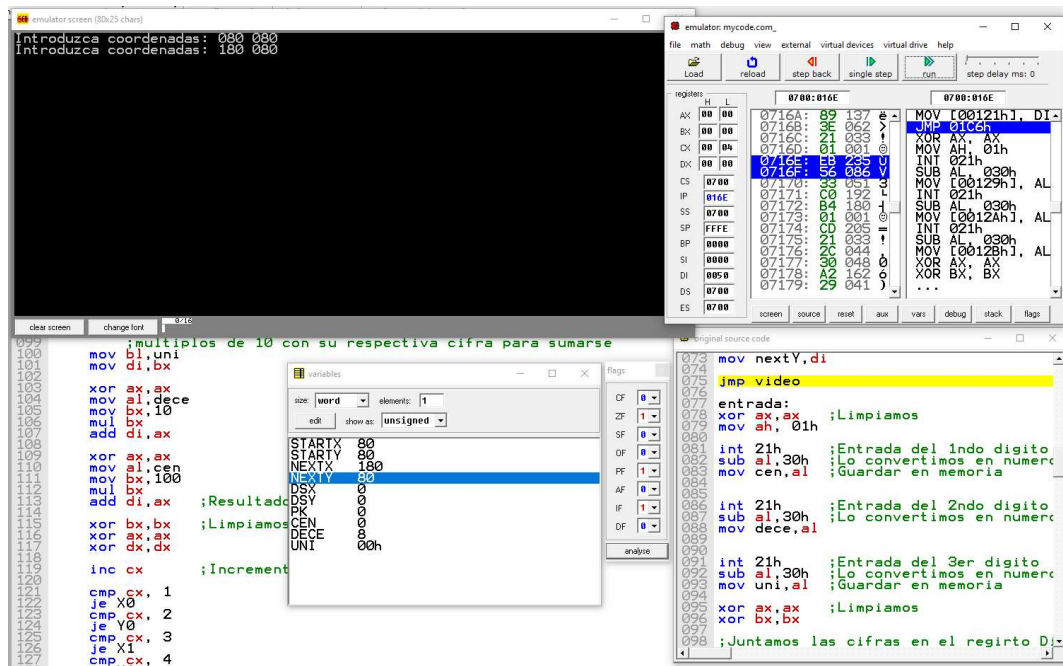 emulator screen (80x25 chars)
Introduzca coordenadas: 080 080
Introduzca coordenadas: 180 080
clear screen change font 0/16
emulator: mycode.com_
file math debug view external virtual devices virtual drive help
Load reload step back single step run step delay ms: 0
registers
H L
0700:016E 0700:016E
AX 00 00
BX 00 00
CX 00 04
DX 00 00
CS 0700
IP 016E
SS 0700
SP FFFE
BP 0000
SI 0000
DI 0050
DS 0700
ES 0700
0716A: 89 137 ë
0716B: 3E 062 >
0716C: 21 033 !
0716D: 01 001 ☺
0716E: EB 235 Ù
0716F: 56 086 V
07170: 33 051 3
07171: C0 192 └
07172: B4 180 ┤
07173: 01 001 ☺
07174: CD 205 =
07175: 21 033 !
07176: 2C 044 ,
07177: 30 048 0
07178: A2 162 ó
07179: 29 041 )
MOV [00121h], DI
JMP 01C6h
XOR AX, AX
MOV AH, 01h
INT 021h
SUB AL, 030h
MOV [00129h], AL
INT 021h
SUB AL, 030h
MOV [0012Ah], AL
INT 021h
SUB AL, 030h
MOV [0012Bh], AL
XOR AX, AX
XOR BX, BX
...
screen source reset aux vars debug stack flags
099 ;multiplos de 10 con su respectiva cifra para sumarse
100 mov bl,uni
101 mov di,bx
102
103 xor ax,ax
104 mov al,dece
105 mov bx,10
106 mul bx
107 add di,ax
108
109 xor ax,ax
110 mov al,cen
111 mov bx,100
112 mul bx
113 add di,ax ;Resultado
114
115 xor bx,bx ;Limpiamos
116 xor ax,ax
117 xor dx,dx
118
119 inc cx ;Increment
120
121 cmp cx, 1
122 je X0
123 cmp cx, 2
124 je Y0
125 cmp cx, 3
126 je X1
127 cmp cx, 4
variables
size: word elements: 1
edit show as: unsigned
STARTX 80
STARTY 80
NEXTX 180
NEXTY 80
DSX 0
DSY 0
PK 0
CEN 0
DECE 8
UNI 00h
flags
CF 0
ZF 1
SF 0
OF 0
PF 1
AF 0
IF 1
DF 0
analyse
original source code
073 mov nextY,di
074
075 jmp video
076
077 entrada:
078 xor ax,ax ;Limpiamos
079 mov ah, 01h
080
081 int 21h ;Entrada del 1ndo digito
082 sub al,30h ;Lo convertimos en numero
083 mov cen,al ;Guardar en memoria
084
085
086 int 21h ;Entrada del 2ndo digito
087 sub al,30h ;Lo convertimos en numero
088 mov dece,al
089
090
091 int 21h ;Entrada del 3er digito
092 sub al,30h ;Lo convertimos en numero
093 mov uni,al ;Guardar en memoria
094
095 xor ax,ax ;Limpiamos
096 xor bx,bx
097
098 ;Juntamos las cifras en el regirto Di